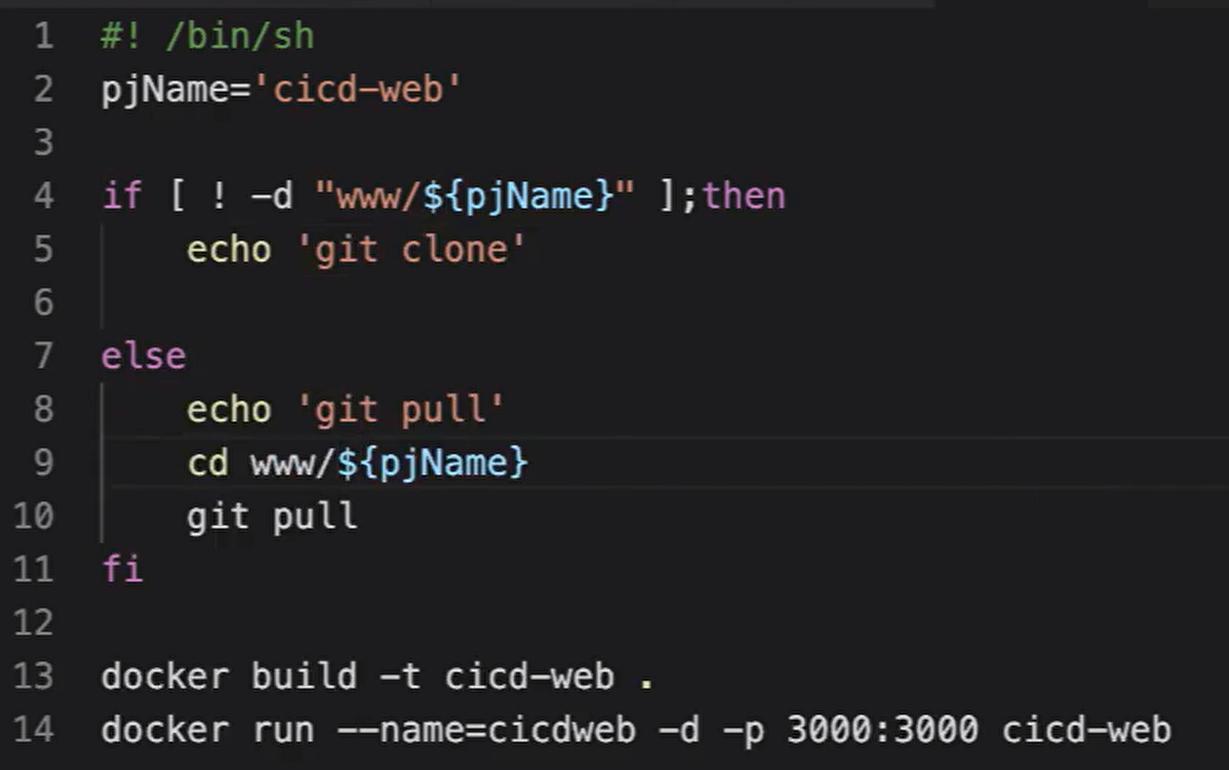 1 #! /bin/sh
2 pjName='cicd-web'
3
4 if [ ! -d "www/${pjName}" ];then
5     echo 'git clone'
6
7 else
8     echo 'git pull'
9     cd www/${pjName}
10     git pull
11 fi
12
13 docker build -t cicd-web .
14 docker run --name=cicdweb -d -p 3000:3000 cicd-web